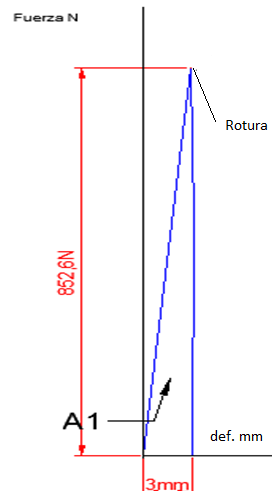 Fuerza N
Rotura
852,6N
A1
def. mm
3mm